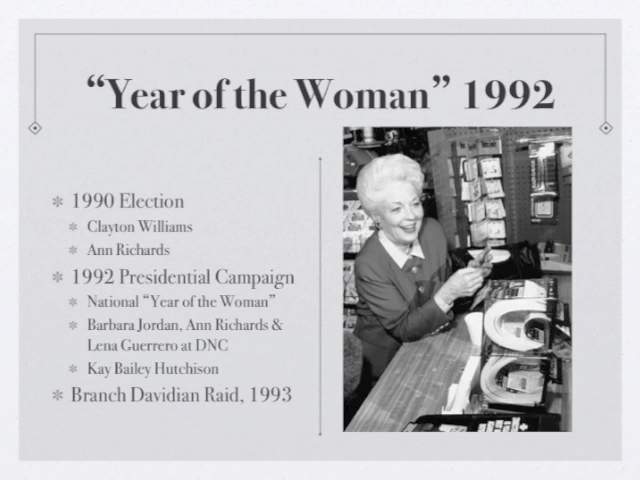 “Year of the Woman” 1992
1990 Election
Clayton Williams
Ann Richards
1992 Presidential Campaign
National “Year of the Woman”
Barbara Jordan, Ann Richards &
Lena Guerrero at DNC
Kay Bailey Hutchison
Branch Davidian Raid, 1993